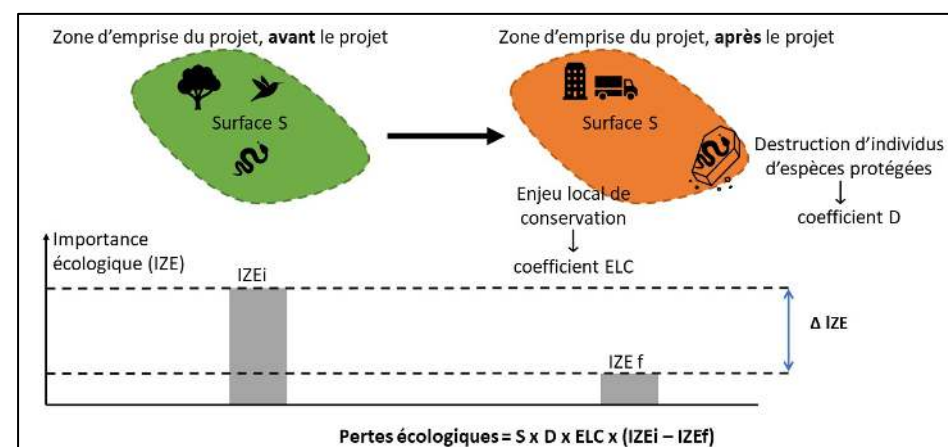 Zone d'emprise du projet, avant le projet
Zone d'emprise du projet, après le projet
Surface S
Surface S
Destruction d'individus
d'espèces protégées
coefficient D
Enjeu local de
conservation
coefficient ELC
Importance
écologique (IZE)
IZEi
IZE f
Δ IZE
Pertes écologiques = S x D x ELC x (IZEi – IZEf)